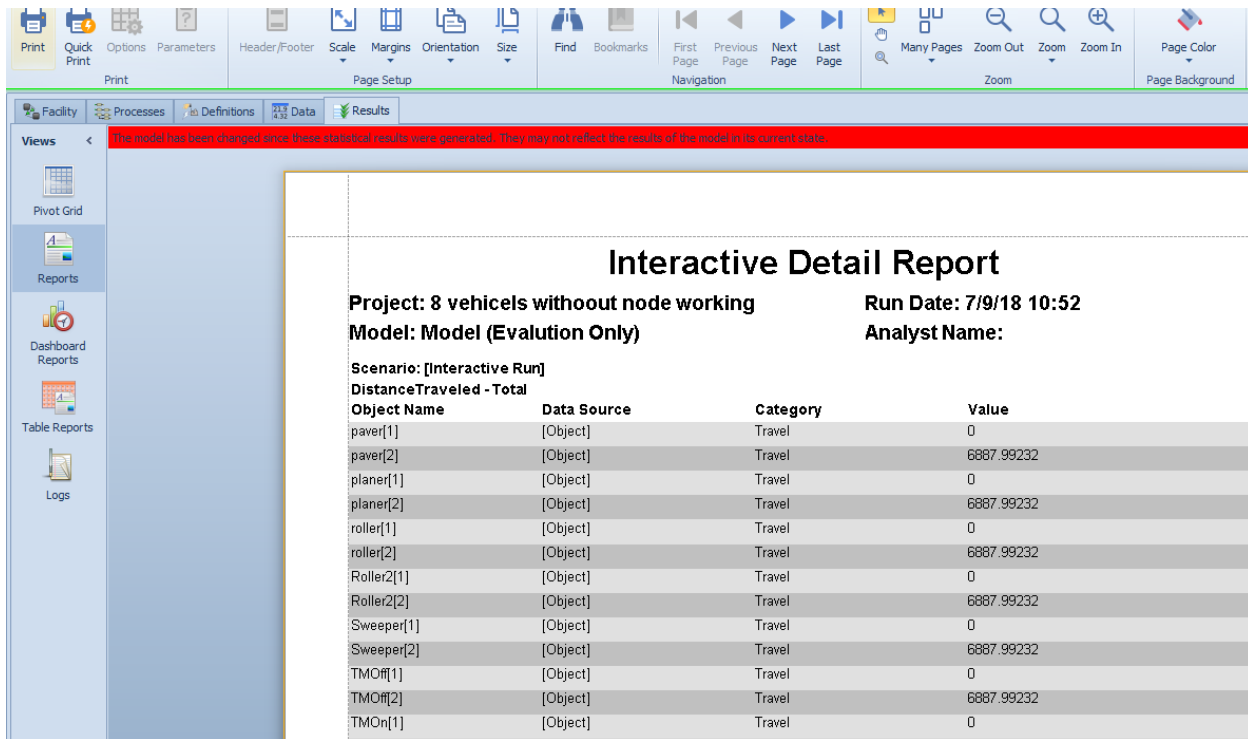 Print Quick Print Options Parameters Header/Footer Scale Margins Orientation Size Find Bookmarks First Page Previous Page Next Page Last Page Many Pages Zoom Out Zoom Zoom In Page Color
Print Page Setup Navigation Zoom Page Background
Facility Processes Definitions Data Results
Views <
The model has been changed since these statistical results were generated. They may not reflect the results of the model in its current state.
Pivot Grid
Reports
Dashboard
Reports
Table Reports
Logs
Interactive Detail Report
Project: 8 vehicels withoout node working Run Date: 7/9/18 10:52
Model: Model (Evalution Only) Analyst Name:
Scenario: [Interactive Run]
DistanceTraveled - Total
Object Name Data Source Category Value
paver[1] [Object] Travel 0
paver[2] [Object] Travel 6887.99232
planer[1] [Object] Travel 0
planer[2] [Object] Travel 6887.99232
roller[1] [Object] Travel 0
roller[2] [Object] Travel 6887.99232
Roller2[1] [Object] Travel 0
Roller2[2] [Object] Travel 6887.99232
Sweeper[1] [Object] Travel 0
Sweeper[2] [Object] Travel 6887.99232
TMOff[1] [Object] Travel 0
TMOff[2] [Object] Travel 6887.99232
TMOn[1] [Object] Travel 0